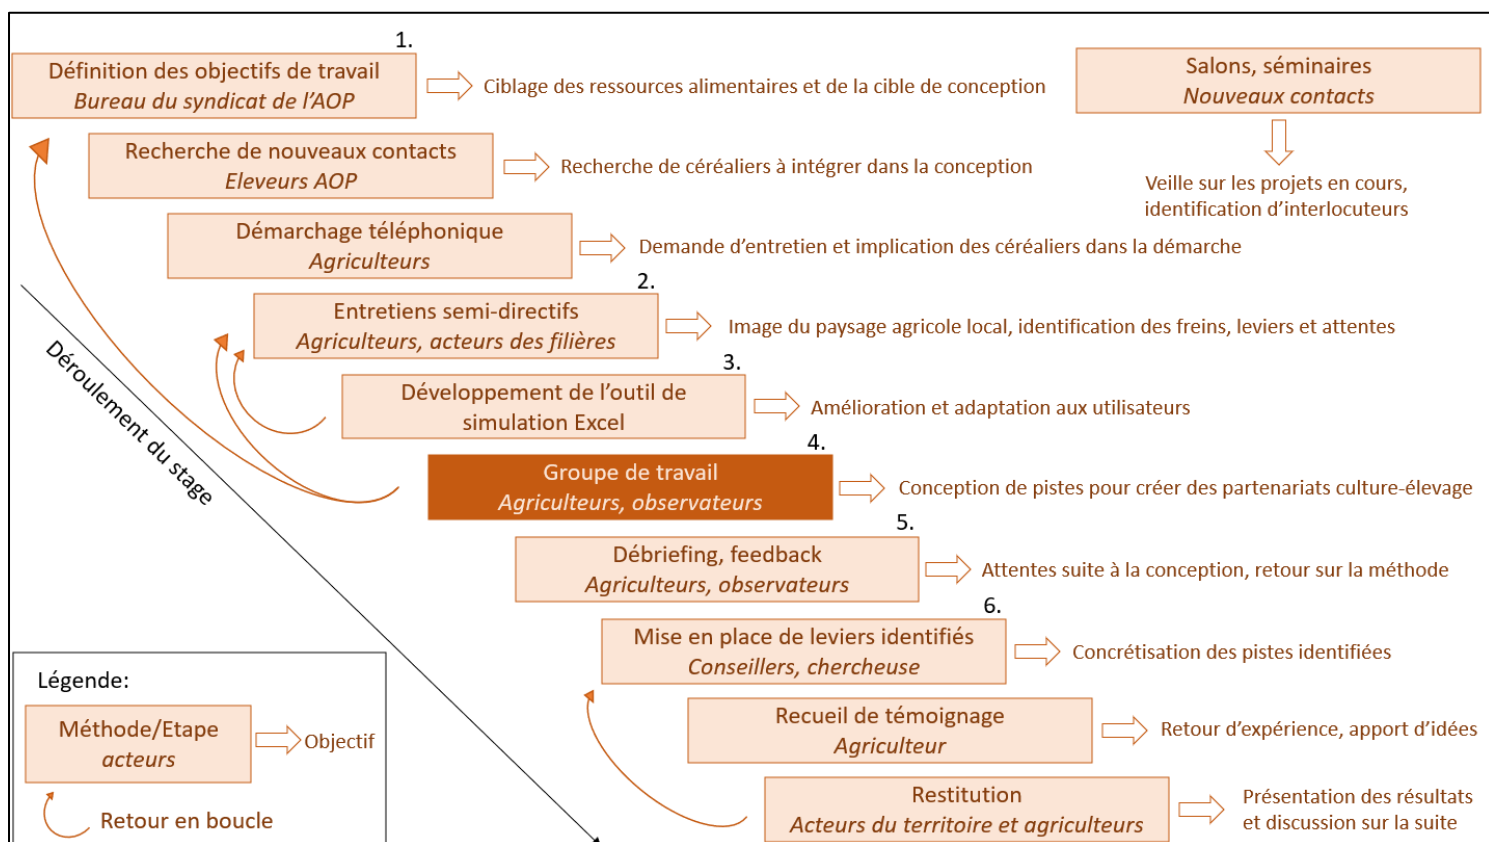 1.
Définition des objectifs de travail
Bureau du syndicat de l’AOP
Ciblage des ressources alimentaires et de la cible de conception
Salons, séminaires
Nouveaux contacts
Veille sur les projets en cours,
identification d’interlocuteurs
Recherche de nouveaux contacts
Eleveurs AOP
Recherche de céréaliers à intégrer dans la conception
Démarchage téléphonique
Agriculteurs
Demande d’entretien et implication des céréaliers dans la démarche
2.
Entretiens semi-directifs
Agriculteurs, acteurs des filières
Image du paysage agricole local, identification des freins, leviers et attentes
3.
Développement de l’outil de
simulation Excel
Amélioration et adaptation aux utilisateurs
4.
Groupe de travail
Agriculteurs, observateurs
Conception de pistes pour créer des partenariats culture-élevage
5.
Débriefing, feedback
Agriculteurs, observateurs
Attentes suite à la conception, retour sur la méthode
6.
Mise en place de leviers identifiés
Conseillers, chercheuse
Concrétisation des pistes identifiées
Recueil de témoignage
Agriculteur
Retour d’expérience, apport d’idées
Restitution
Acteurs du territoire et agriculteurs
Présentation des résultats
et discussion sur la suite
Déroulement du stage
Légende:
Méthode/Etape
acteurs
Objectif
Retour en boucle